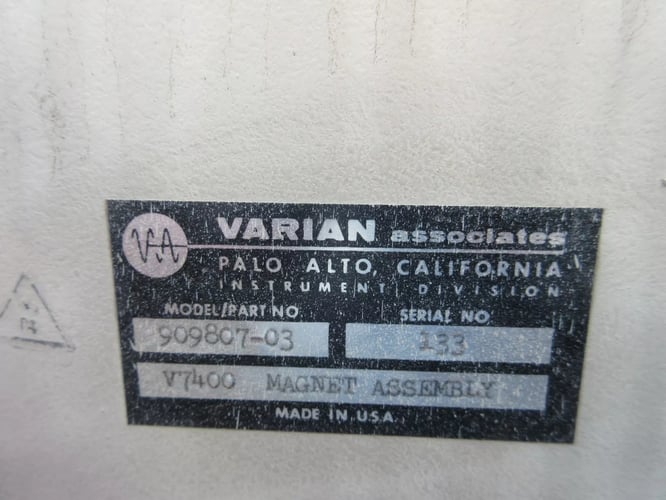 VA VARIAN associates
PALO ALTO, CALIFORNIA
INSTRUMENT DIVISION
MODEL/PART NO SERIAL NO.
909807-03 133
V7400 MAGNET ASSEMBLY
MADE IN U.S.A.